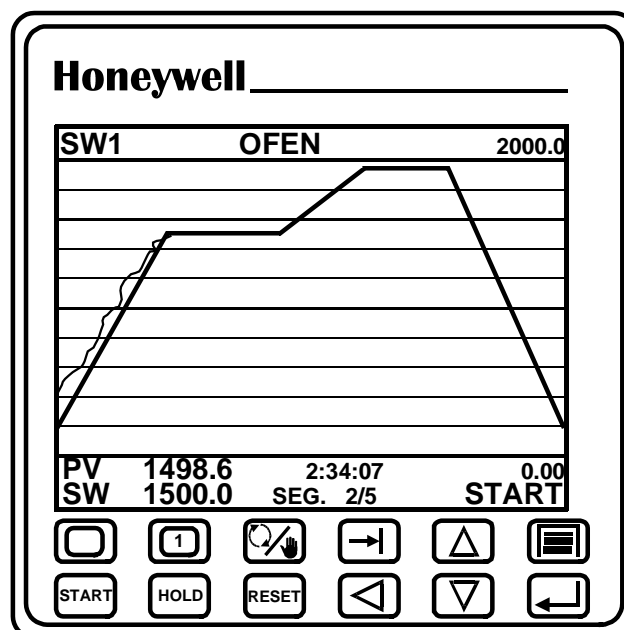 Honeywell
SW1 OFEN 2000.0
PV 1498.6 2:34:07 0.00
SW 1500.0 SEG. 2/5 START
1
START HOLD RESET